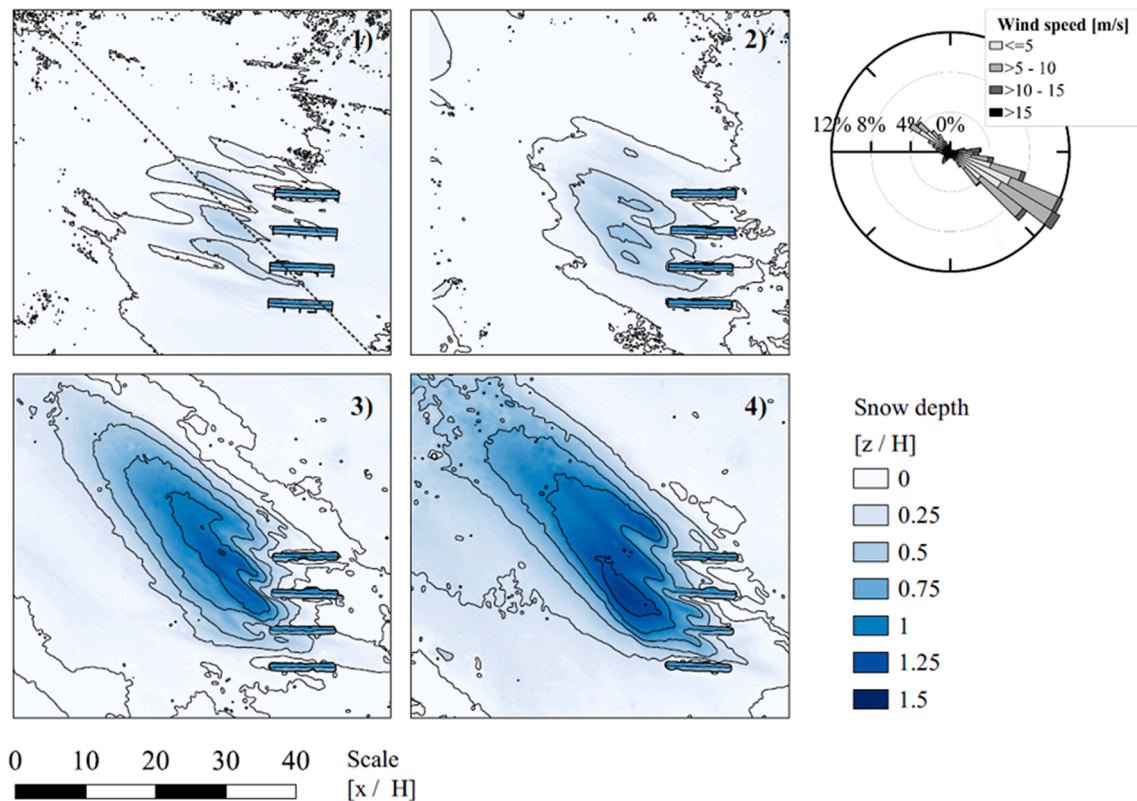 1)
2)
Wind speed [m/s]
<=5
>5 - 10
>10 - 15
>15
12% 8% 4% 0%
3)
4)
Snow depth
[z / H]
0
0.25
0.5
0.75
1
1.25
1.5
0 10 20 30 40
Scale
[x / H]